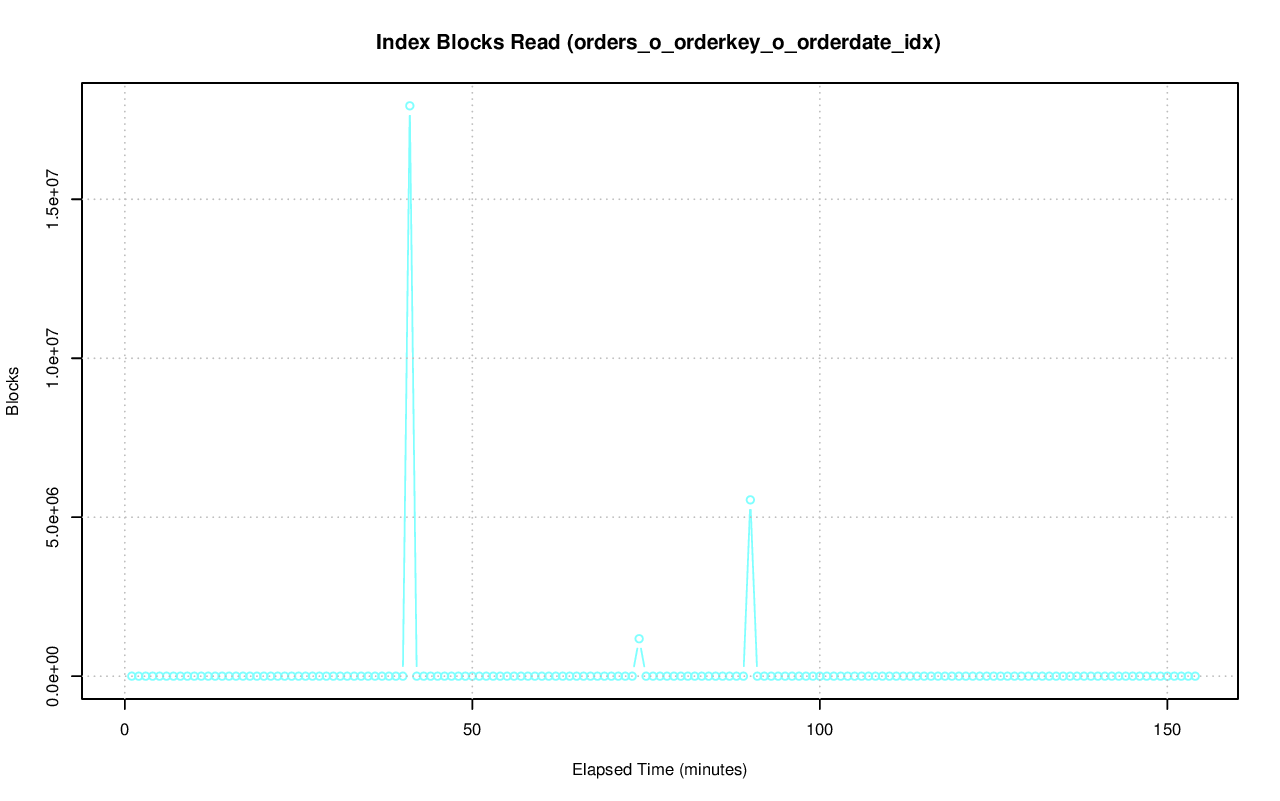 Index Blocks Read (orders_o_orderkey_o_orderdate_idx)
1.5e+07
1.0e+07
5.0e+06
0.0e+00
Blocks
0 50 100 150
Elapsed Time (minutes)